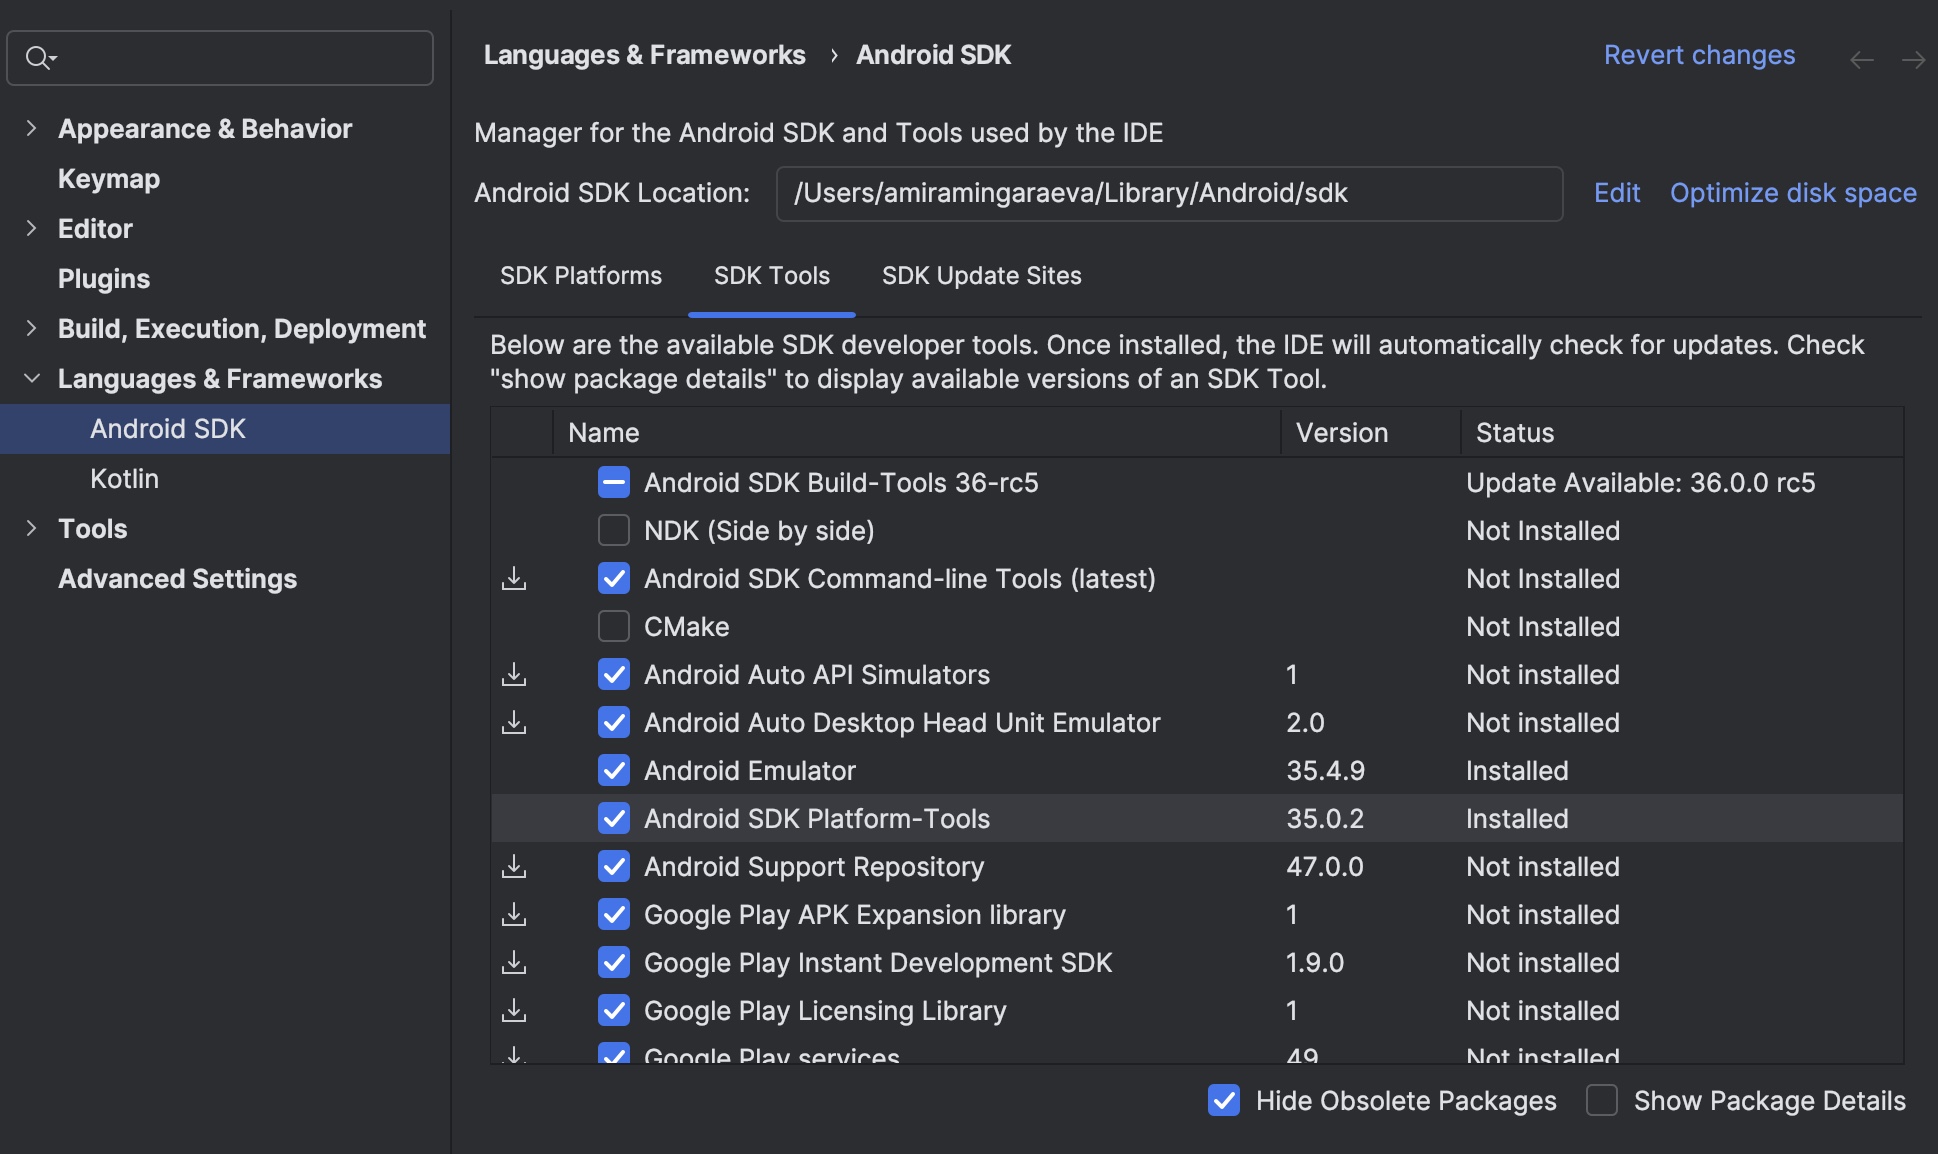 Languages & Frameworks › Android SDK
Revert changes
Appearance & Behavior
Keymap
Editor
Plugins
Build, Execution, Deployment
Languages & Frameworks
Android SDK
Kotlin
Tools
Advanced Settings
Manager for the Android SDK and Tools used by the IDE
Android SDK Location: /Users/amiramingaraeva/Library/Android/sdk Edit Optimize disk space
SDK Platforms SDK Tools SDK Update Sites
Below are the available SDK developer tools. Once installed, the IDE will automatically check for updates. Check
"show package details" to display available versions of an SDK Tool.
Name Version Status
Android SDK Build-Tools 36-rc5 Update Available: 36.0.0 rc5
NDK (Side by side) Not Installed
Android SDK Command-line Tools (latest) Not Installed
CMake Not Installed
Android Auto API Simulators 1 Not installed
Android Auto Desktop Head Unit Emulator 2.0 Not installed
Android Emulator 35.4.9 Installed
Android SDK Platform-Tools 35.0.2 Installed
Android Support Repository 47.0.0 Not installed
Google Play APK Expansion library 1 Not installed
Google Play Instant Development SDK 1.9.0 Not installed
Google Play Licensing Library 1 Not installed
Google Play services 49 Not installed
Hide Obsolete Packages Show Package Details